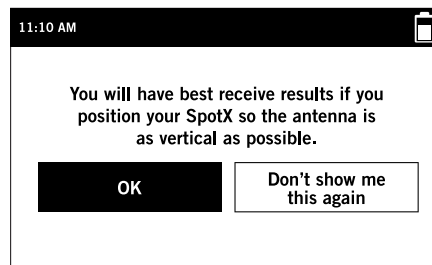 11:10 AM
You will have best receive results if you
position your SpotX so the antenna is
as vertical as possible.
OK
Don't show me
this again